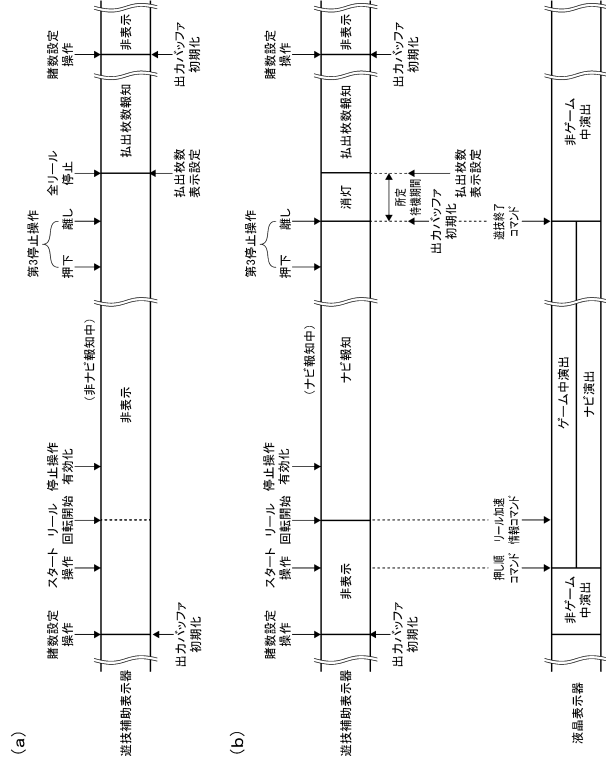 (a)
賭数設定
操作
スタート
操作
リール
回転開始
停止操作
有効化
(非ナビ報知中)
第3停止操作
押下
離し
全リール
停止
賭数設定
操作
遊技補助表示器
非表示
払出枚数報知
非表示
出力バッファ
初期化
払出枚数
表示設定
出力バッファ
初期化
(b)
賭数設定
操作
スタート
操作
リール
回転開始
停止操作
有効化
(ナビ報知中)
第3停止操作
押下
離し
賭数設定
操作
遊技補助表示器
非表示
ナビ報知
消灯
払出枚数報知
非表示
出力バッファ
初期化
所定
待機期間
出力バッファ
初期化
払出枚数
表示設定
出力バッファ
初期化
押し順
コマンド
リール加速
情報コマンド
遊技終了
コマンド
液晶表示器
非ゲーム
中演出
ゲーム中演出
ナビ演出
非ゲーム
中演出